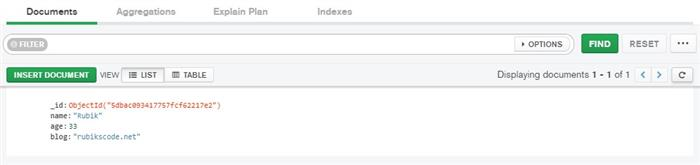 Documents Aggregations Explain Plan Indexes
FILTER OPTIONS FIND RESET ...
INSERT DOCUMENT VIEW LIST TABLE Displaying documents 1 - 1 of 1
_id: ObjectId("5dbac093417757fcf62217e2")
name: "Rubik"
age: 33
blog: "rubikscode.net"